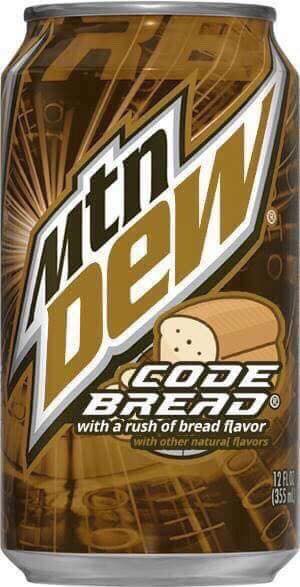 Mtn
Dew®
CODE
BREAD®
with a rush of bread flavor
with other natural flavors
12 FL OZ
(355 mL)